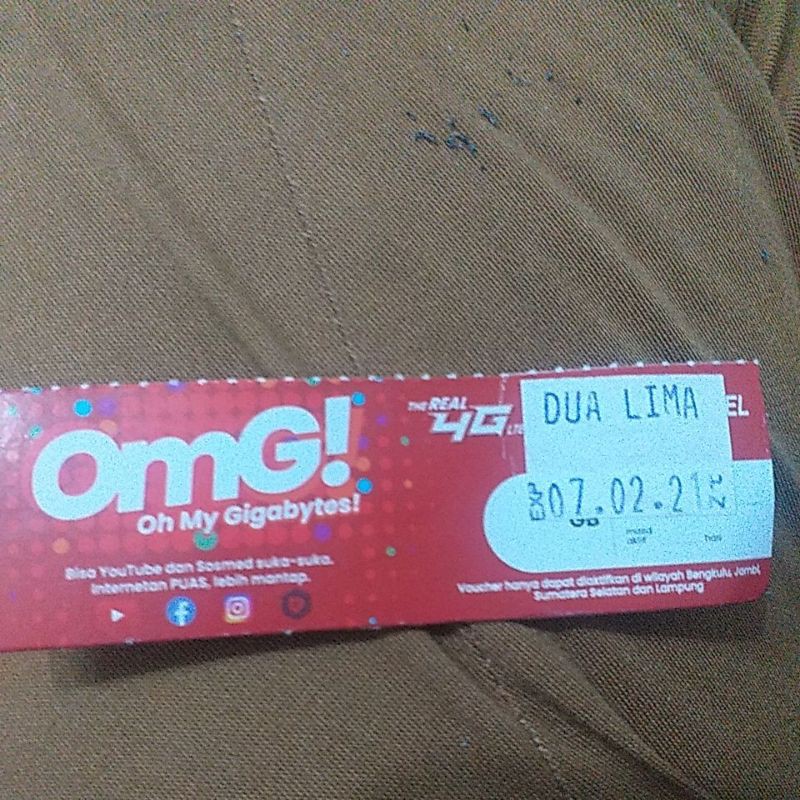 OmG!
Oh My Gigabytes!
Bisa YouTube dan Sosmed suka-suka.
Internetan PUAS, lebih mantap.
THE REAL
4G LTE
EL
DUA LIMA
EXP 07.02.21
GB
masa
aktif
hari
Voucher hanya dapat diaktifkan di wilayah Bengkulu, Jambi,
Sumatera Selatan dan Lampung